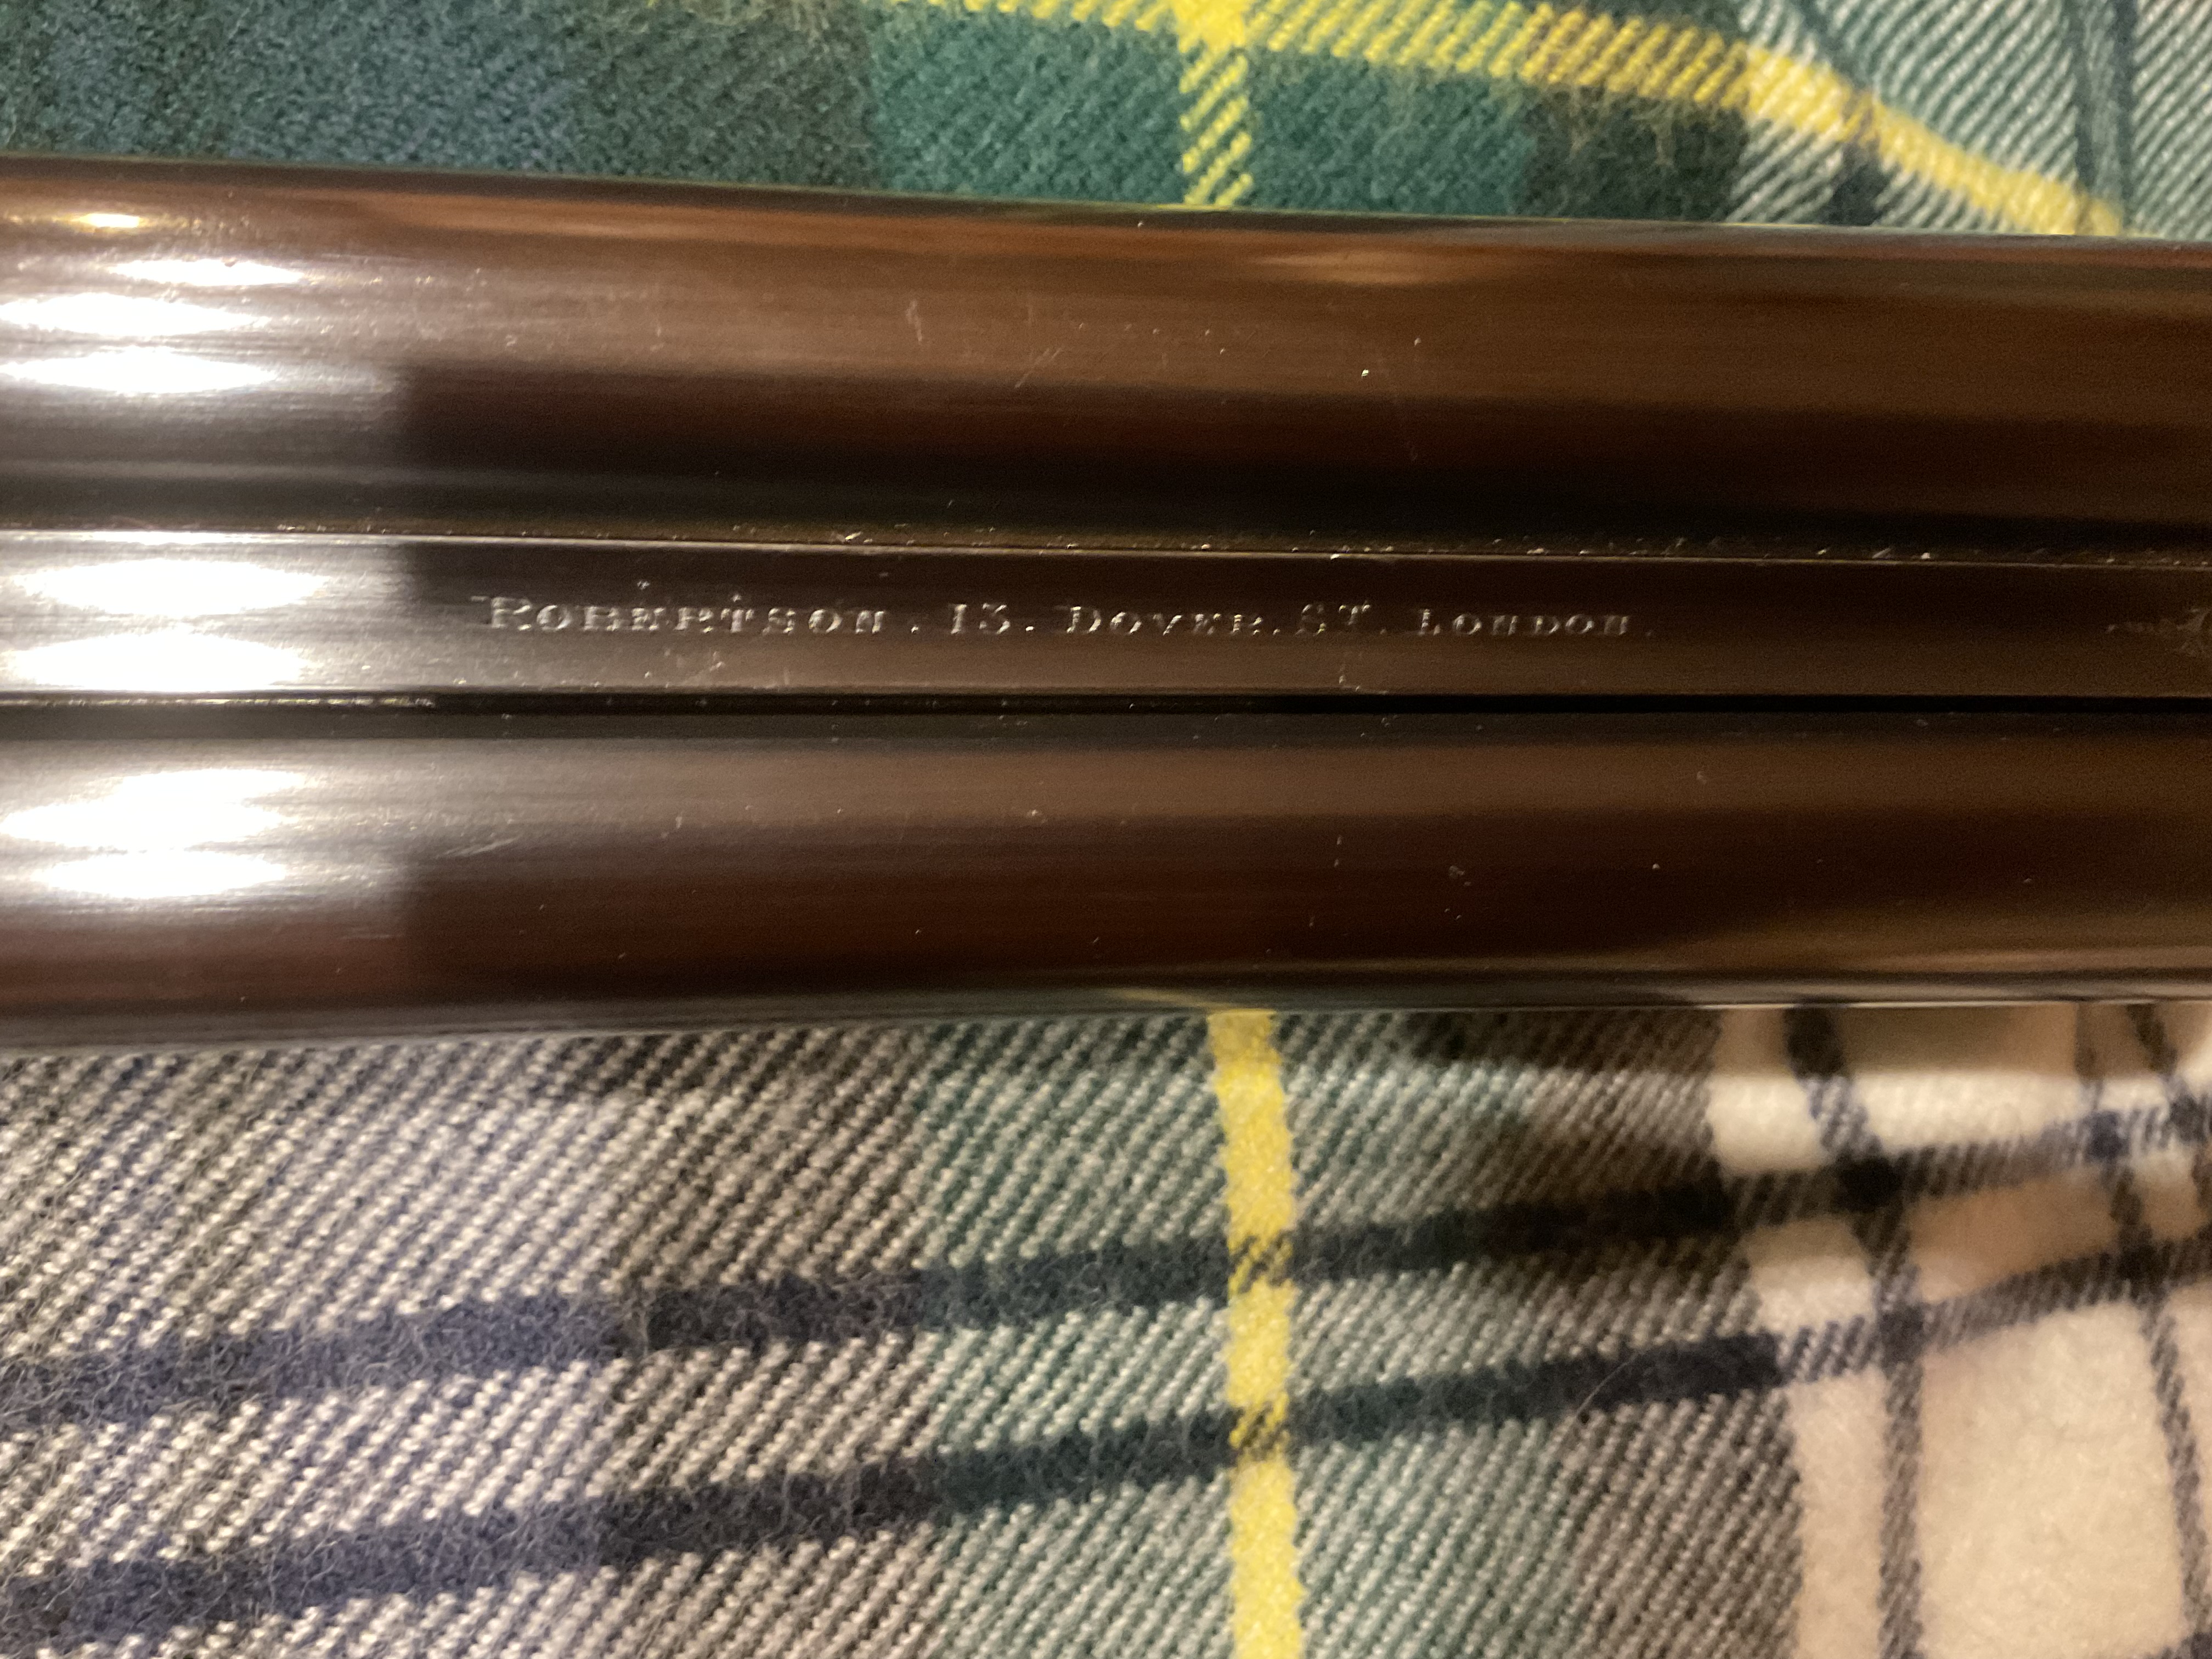 ROBERTSON. 13. DOVER. ST. LONDON.